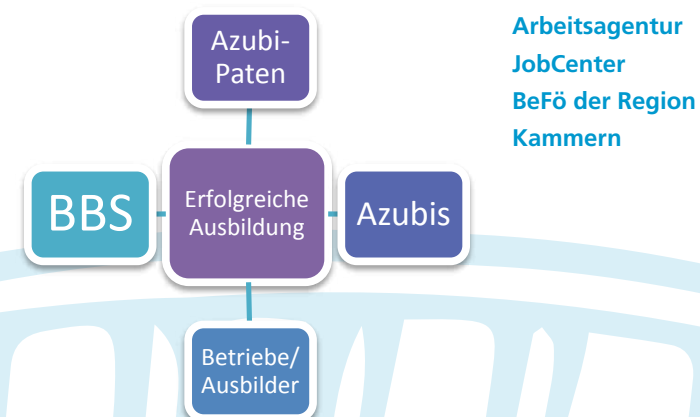 Azubi-
Paten
Arbeitsagentur
JobCenter
BeFö der Region
Kammern
BBS
Erfolgreiche
Ausbildung
Azubis
Betriebe/
Ausbilder